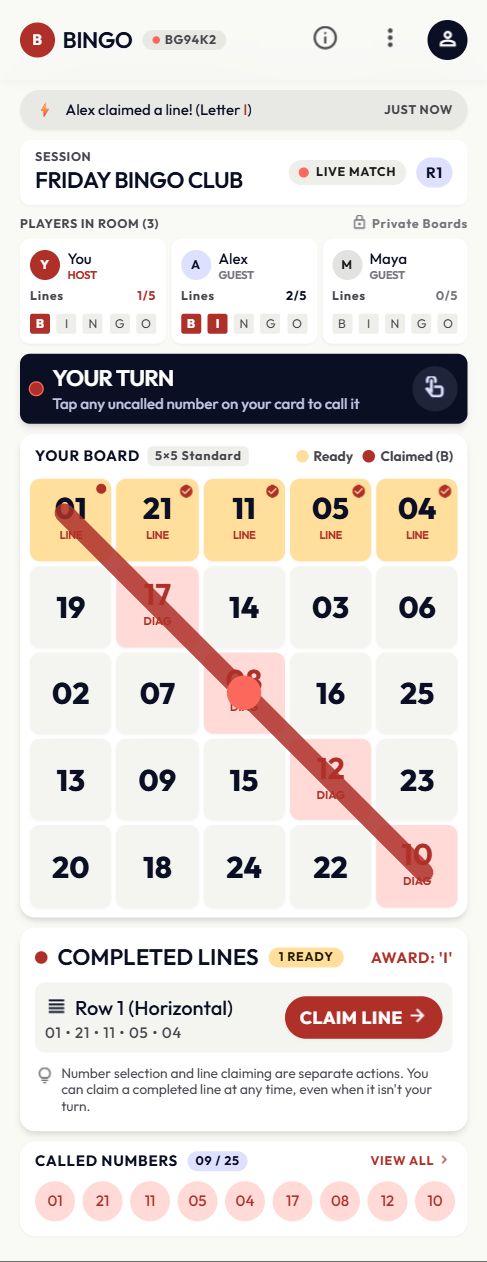 B BINGO BG94K2
Alex claimed a line! (Letter I) JUST NOW
SESSION
FRIDAY BINGO CLUB LIVE MATCH R1
PLAYERS IN ROOM (3) Private Boards
Y You HOST
Lines 1/5
B I N G O
A Alex GUEST
Lines 2/5
B I N G O
M Maya GUEST
Lines 0/5
B I N G O
YOUR TURN
Tap any uncalled number on your card to call it
YOUR BOARD 5×5 Standard Ready Claimed (B)
01 21 11 05 04
LINE LINE LINE LINE LINE
19 17 14 03 06
DIAG
02 07 08 16 25
DIAG
13 09 15 12 23
DIAG
20 18 24 22 10
DIAG
COMPLETED LINES 1 READY AWARD: 'I'
Row 1 (Horizontal)
01 • 21 • 11 • 05 • 04
CLAIM LINE
Number selection and line claiming are separate actions. You
can claim a completed line at any time, even when it isn't your
turn.
CALLED NUMBERS 09 / 25 VIEW ALL
01 21 11 05 04 17 08 12 10